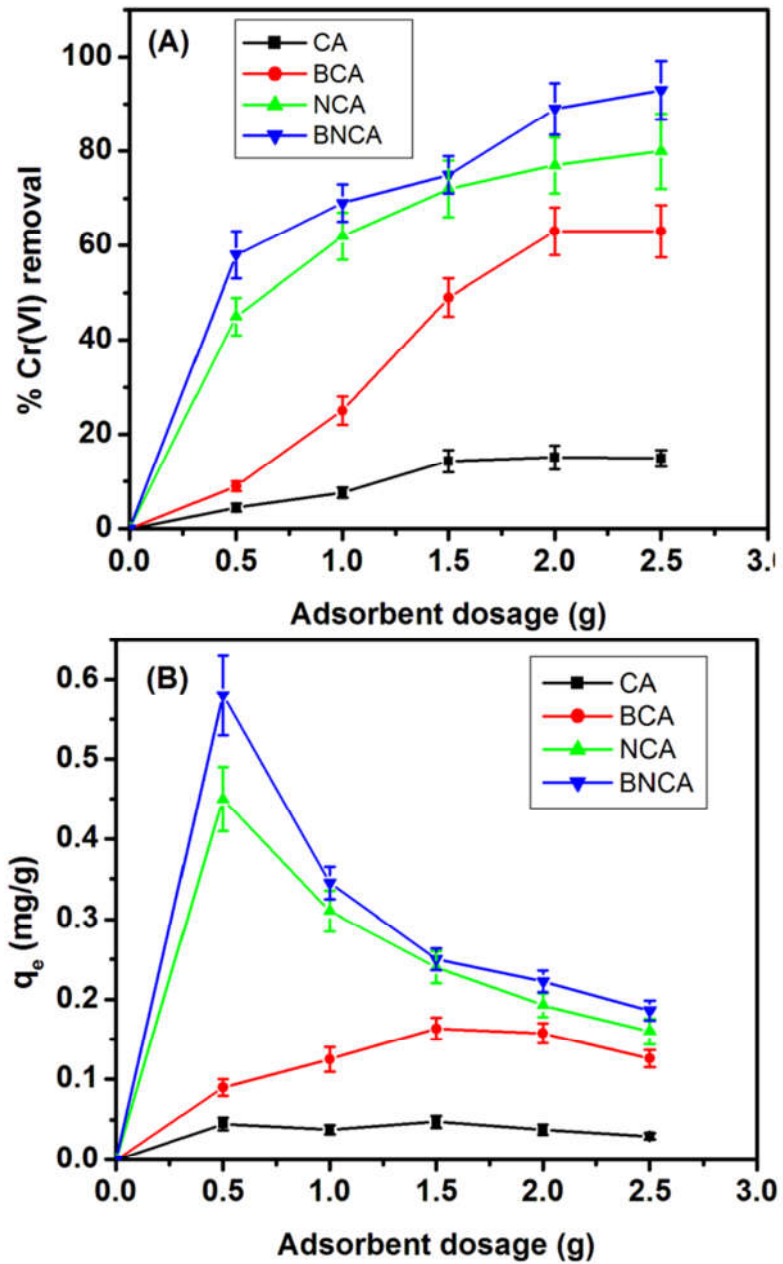 (A)
CA
BCA
NCA
BNCA
100
80
60
40
20
0
% Cr(VI) removal
0.0 0.5 1.0 1.5 2.0 2.5 3.0
Adsorbent dosage (g)
(B)
CA
BCA
NCA
BNCA
0.6
0.5
0.4
0.3
0.2
0.1
0.0
qe (mg/g)
0.0 0.5 1.0 1.5 2.0 2.5 3.0
Adsorbent dosage (g)